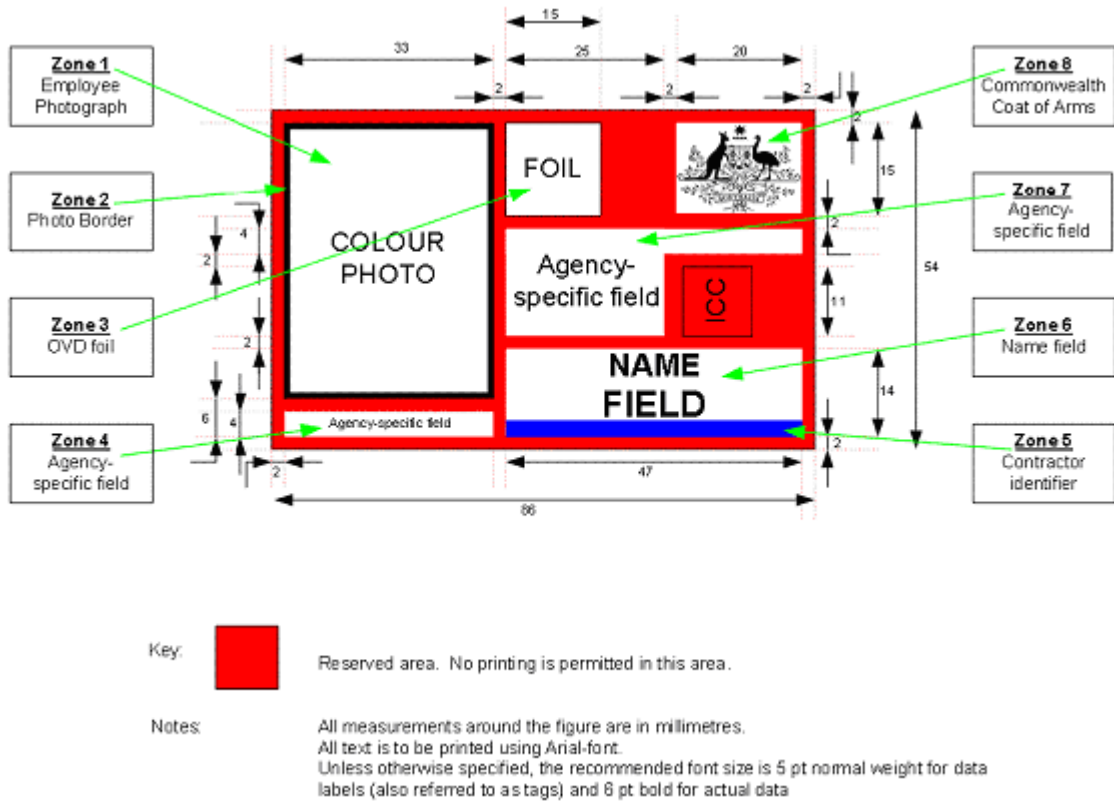 15
33
25
20
2
2
2
Zone 1
Employee
Photograph
Zone 8
Commonwealth
Coat of Arms
2
FOIL
15
Zone 2
Photo Border
Zone 7
Agency-
specific field
4
2
2
COLOUR
PHOTO
Agency-
specific field
ICC
11
54
Zone 3
OVD foil
Zone 6
Name field
2
NAME
FIELD
14
6
4
Agency-specific field
Zone 4
Agency-
specific field
2
Zone 5
Contractor
identifier
2
47
86
Key:
Reserved area. No printing is permitted in this area.
Notes:
All measurements around the figure are in millimetres.
All text is to be printed using Arial-font.
Unless otherwise specified, the recommended font size is 5 pt normal weight for data
labels (also referred to as tags) and 6 pt bold for actual data